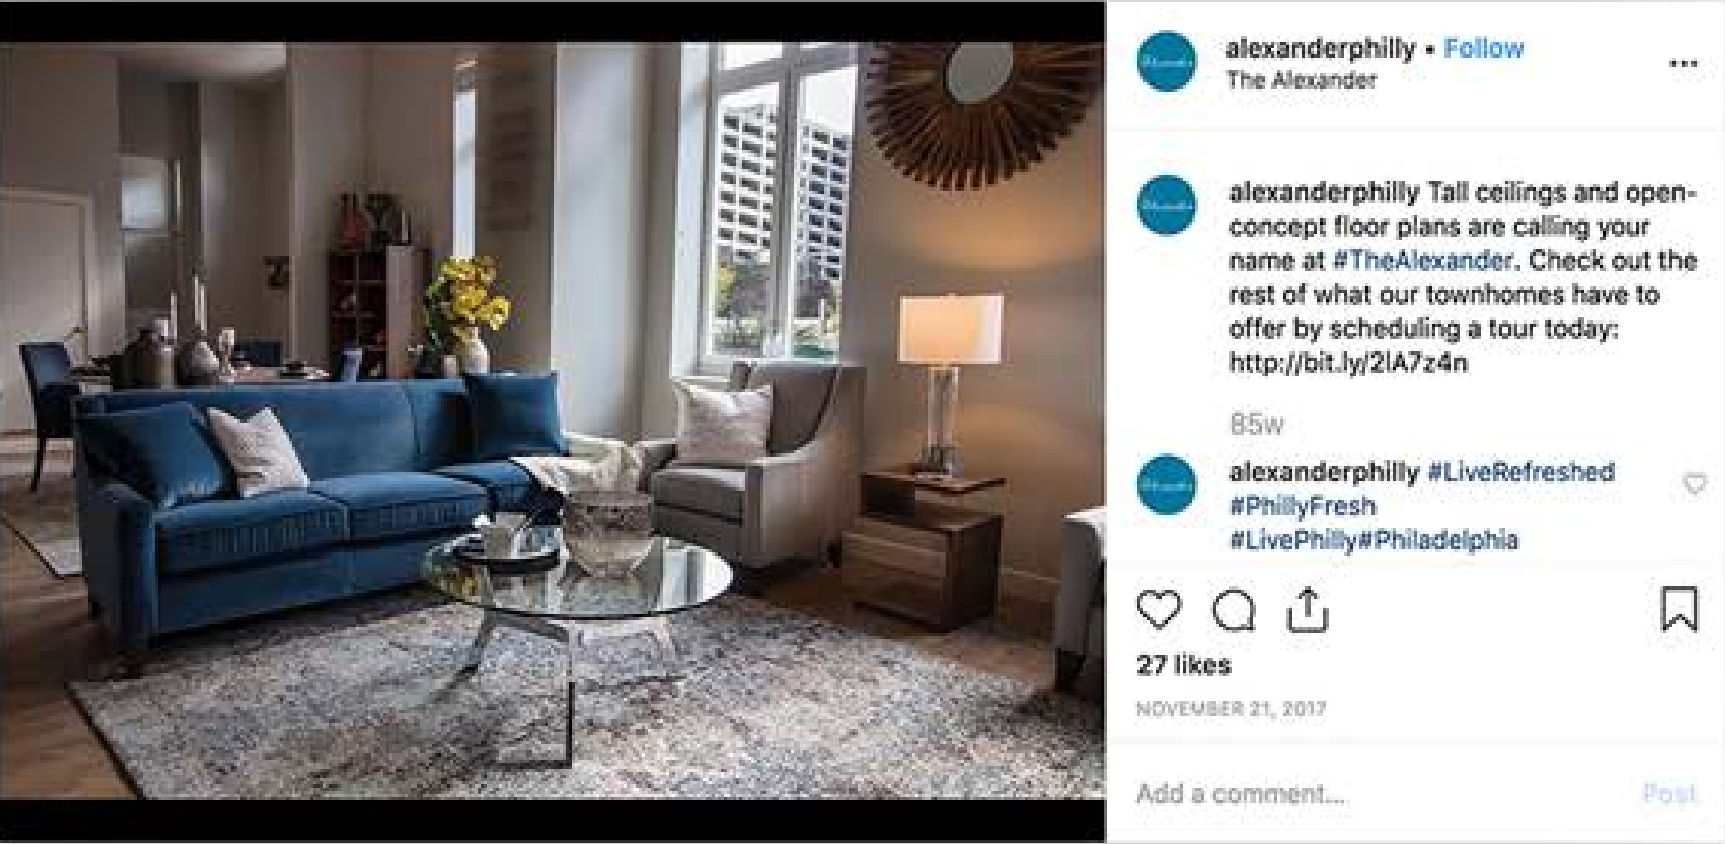 alexanderphilly • Follow
The Alexander
alexanderphilly Tall ceilings and open-
concept floor plans are calling your
name at #TheAlexander. Check out the
rest of what our townhomes have to
offer by scheduling a tour today:
http://bit.ly/2lA7z4n
85w
alexanderphilly #LiveRefreshed
#PhillyFresh
#LivePhilly#Philadelphia
27 likes
NOVEMBER 21, 2017
Add a comment...
Post